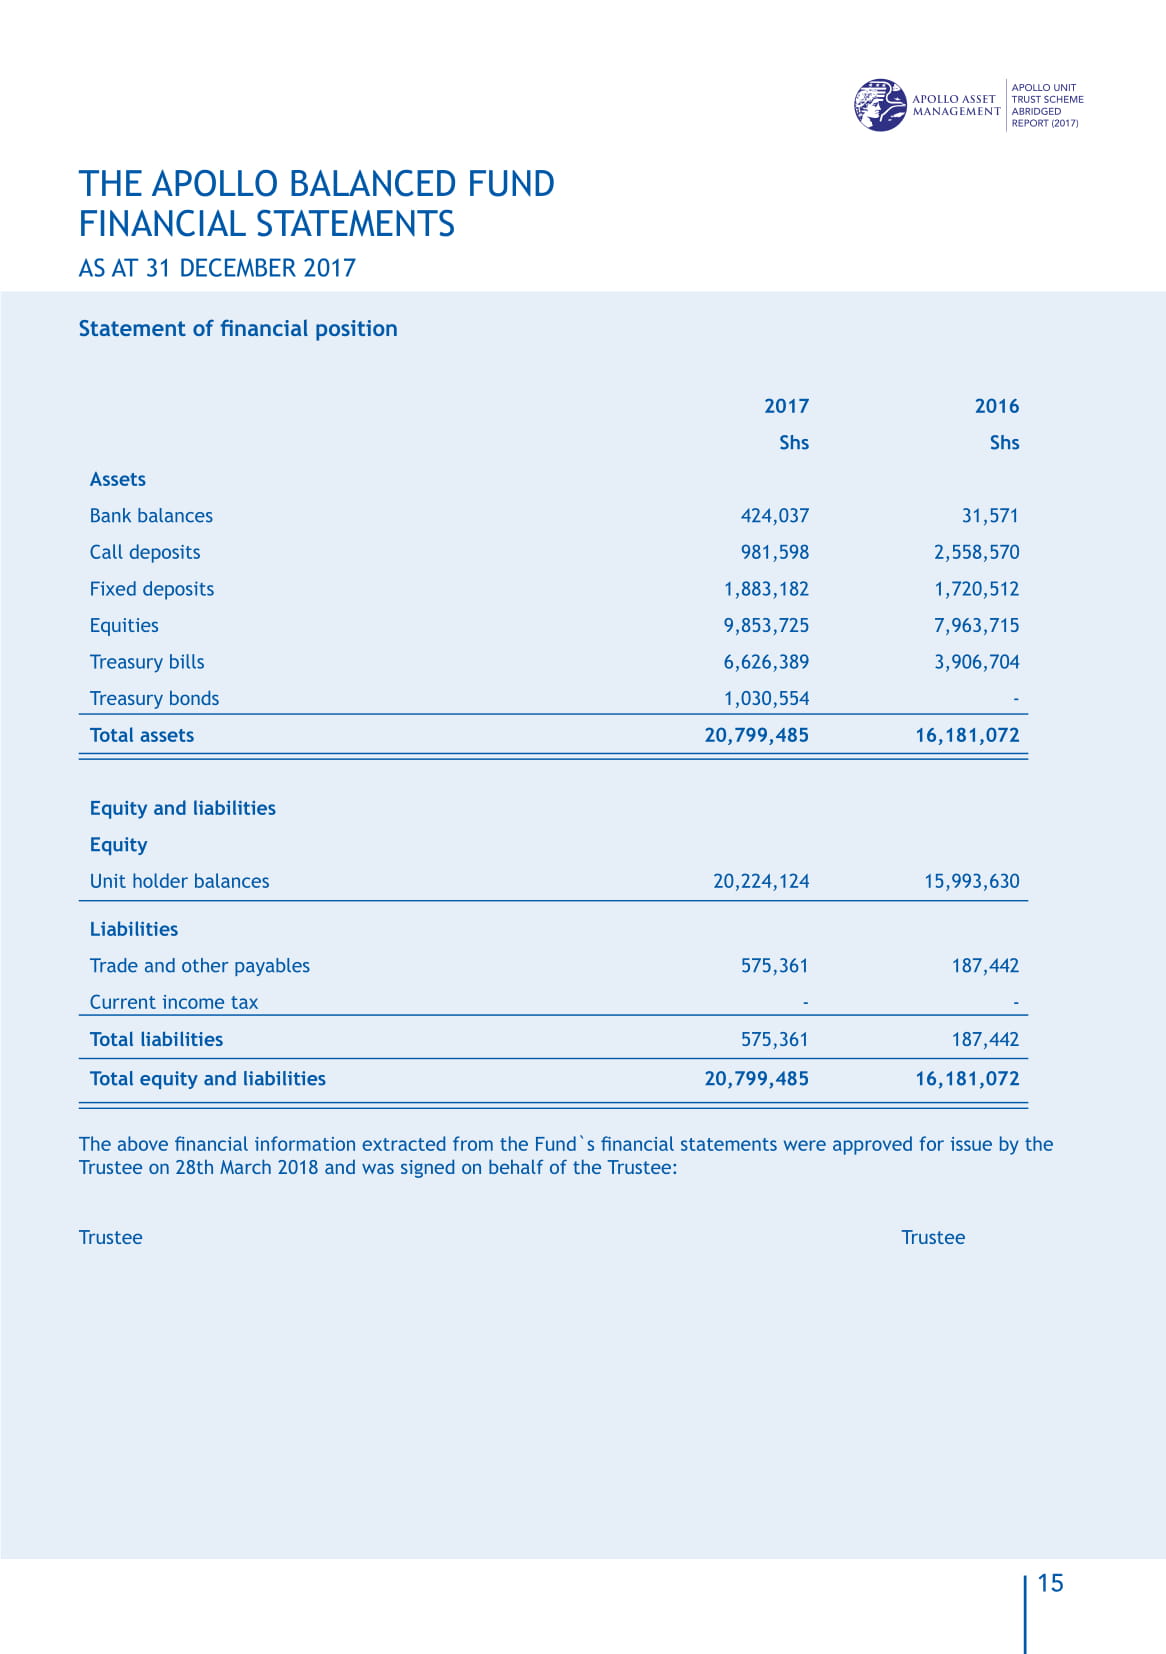 APOLLO ASSET
MANAGEMENT
APOLLO UNIT
TRUST SCHEME
ABRIDGED
REPORT (2017)
THE APOLLO BALANCED FUND
FINANCIAL STATEMENTS
AS AT 31 DECEMBER 2017
Statement of financial position
2017 2016
Shs Shs
Assets
Bank balances 424,037 31,571
Call deposits 981,598 2,558,570
Fixed deposits 1,883,182 1,720,512
Equities 9,853,725 7,963,715
Treasury bills 6,626,389 3,906,704
Treasury bonds 1,030,554 -
Total assets 20,799,485 16,181,072
Equity and liabilities
Equity
Unit holder balances 20,224,124 15,993,630
Liabilities
Trade and other payables 575,361 187,442
Current income tax - -
Total liabilities 575,361 187,442
Total equity and liabilities 20,799,485 16,181,072
The above financial information extracted from the Fund`s financial statements were approved for issue by the
Trustee on 28th March 2018 and was signed on behalf of the Trustee:
Trustee Trustee
15